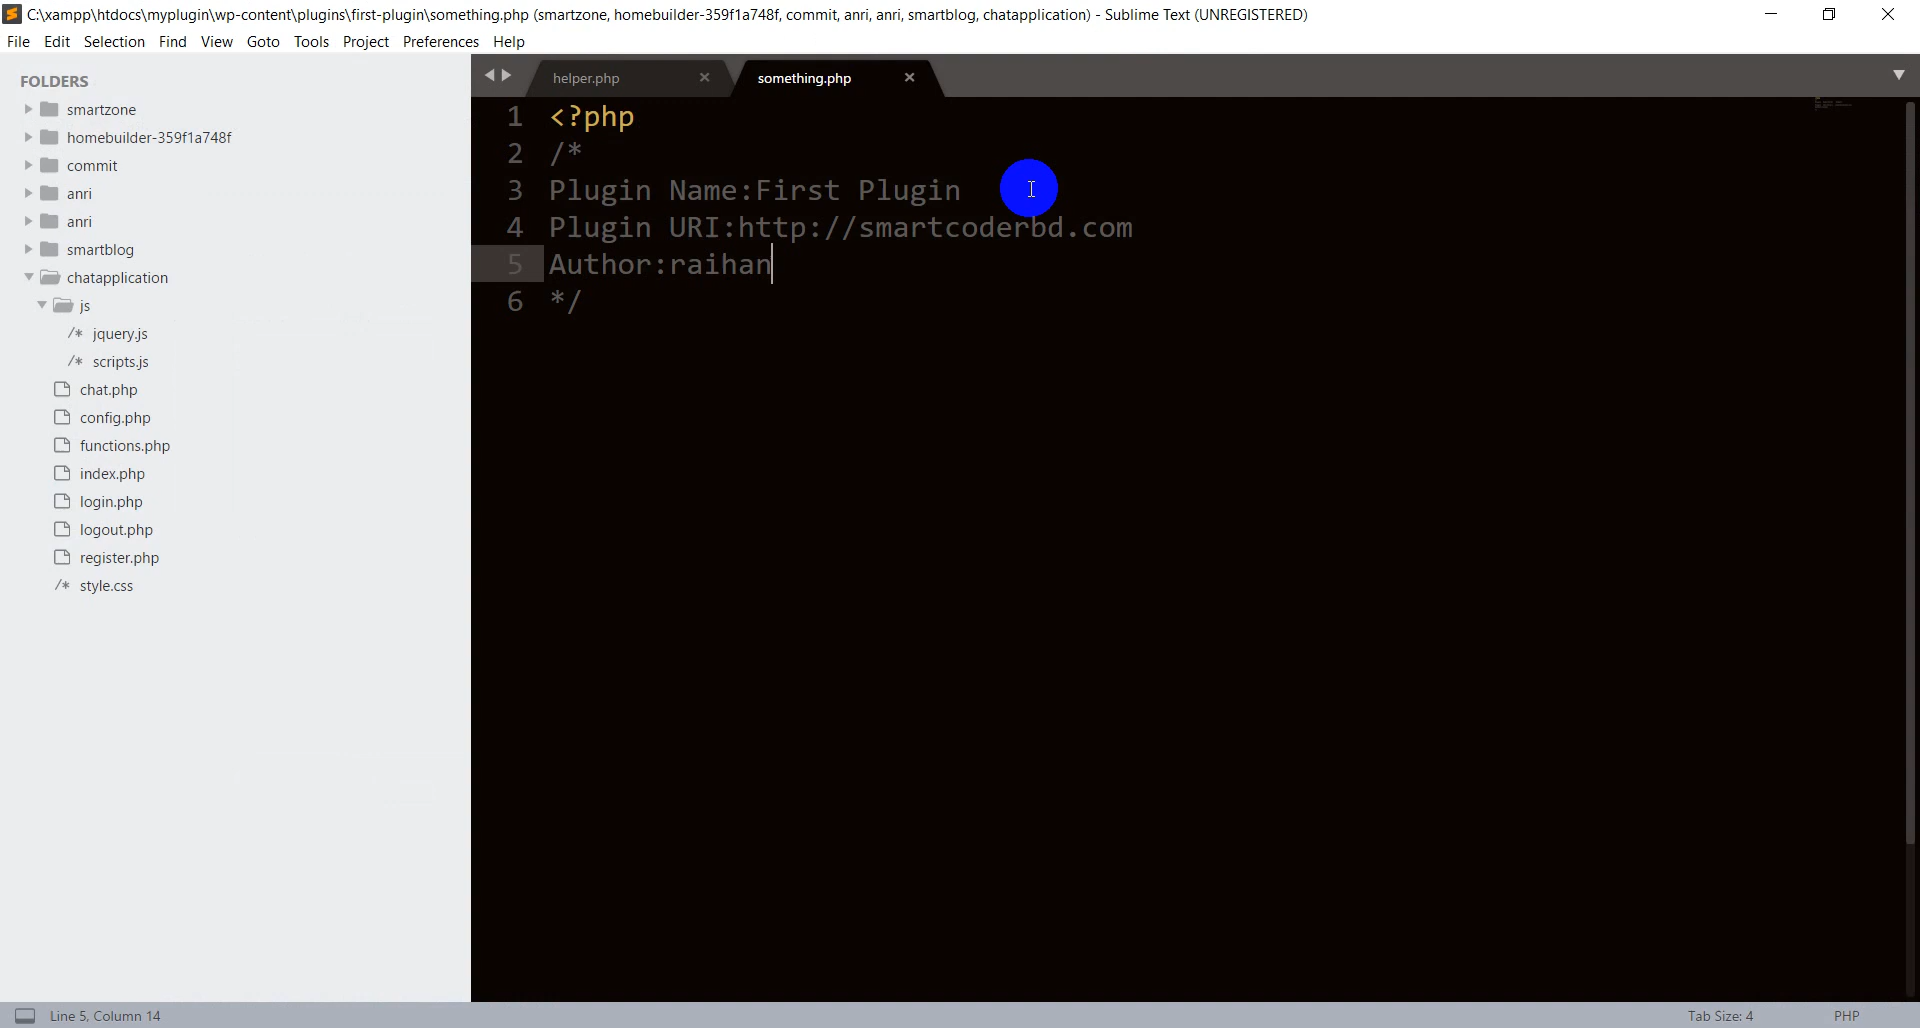 C:\xampp\htdocs\myplugin\wp-content\plugins\first-plugin\something.php (smartzone, homebuilder-359f1a748f, commit, anri, anri, smartblog, chatapplication) - Sublime Text (UNREGISTERED)
File Edit Selection Find View Goto Tools Project Preferences Help
FOLDERS
smartzone
homebuilder-359f1a748f
commit
anri
anri
smartblog
chatapplication
js
/* jquery.js
/* scripts.js
chat.php
config.php
functions.php
index.php
login.php
logout.php
register.php
/* style.css
helper.php something.php
1 <?php
2 /*
3 Plugin Name:First Plugin
4 Plugin URI:http://smartcoderbd.com
5 Author:raihan
6 */
Line 5, Column 14 Tab Size: 4 PHP